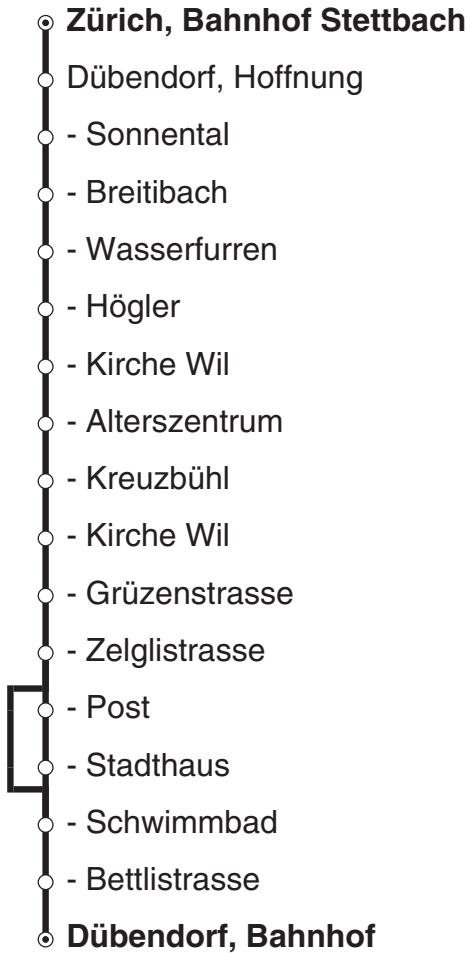 Zürich, Bahnhof Stettbach
Dübendorf, Hoffnung
- Sonnental
- Breitibach
- Wasserfurren
- Högler
- Kirche Wil
- Alterszentrum
- Kreuzbühl
- Kirche Wil
- Grüzenstrasse
- Zelglistrasse
- Post
- Stadthaus
- Schwimmbad
- Bettlistrasse
Dübendorf, Bahnhof